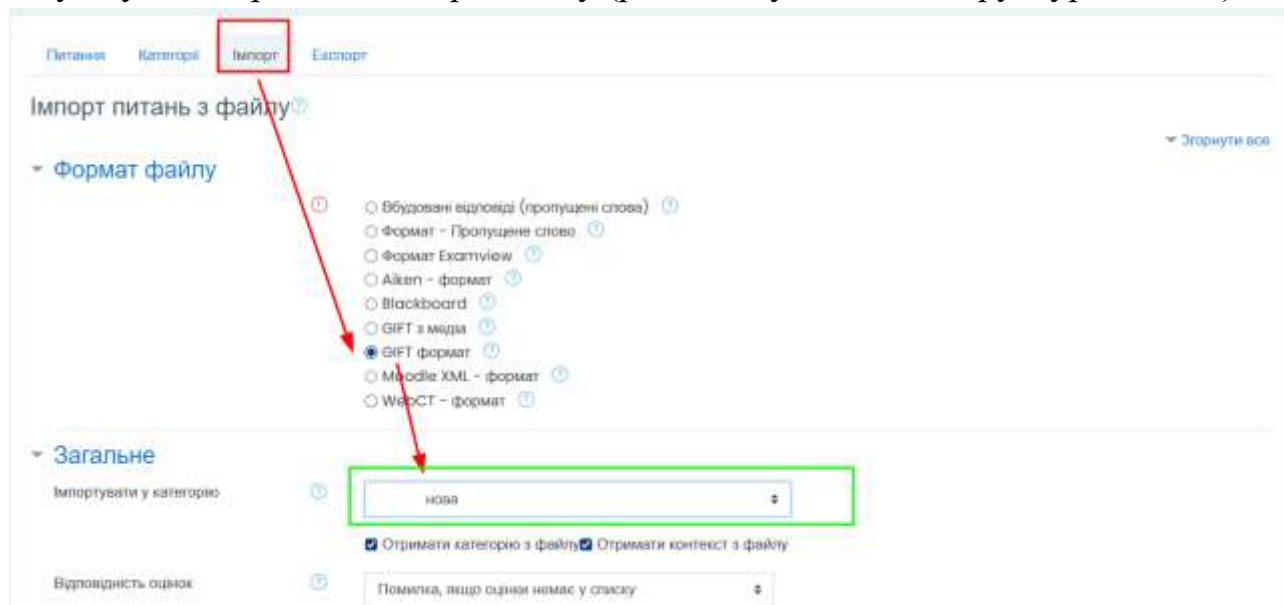 Питання Категорії Імпорт Експорт
Імпорт питань з файлу
Згорнути все
Формат файлу
Вбудовані відповіді (пропущені слова)
Формат - Пропущене слово
Формат Examview
Aiken - формат
Blackboard
GIFT з медіа
GIFT формат
Moodle XML - формат
WebCT - формат
Загальне
Імпортувати у категорію
нова
Отримати категорію з файлу Отримати контекст з файлу
Відповідність оцінок
Помилка, якщо оцінки немає у списку